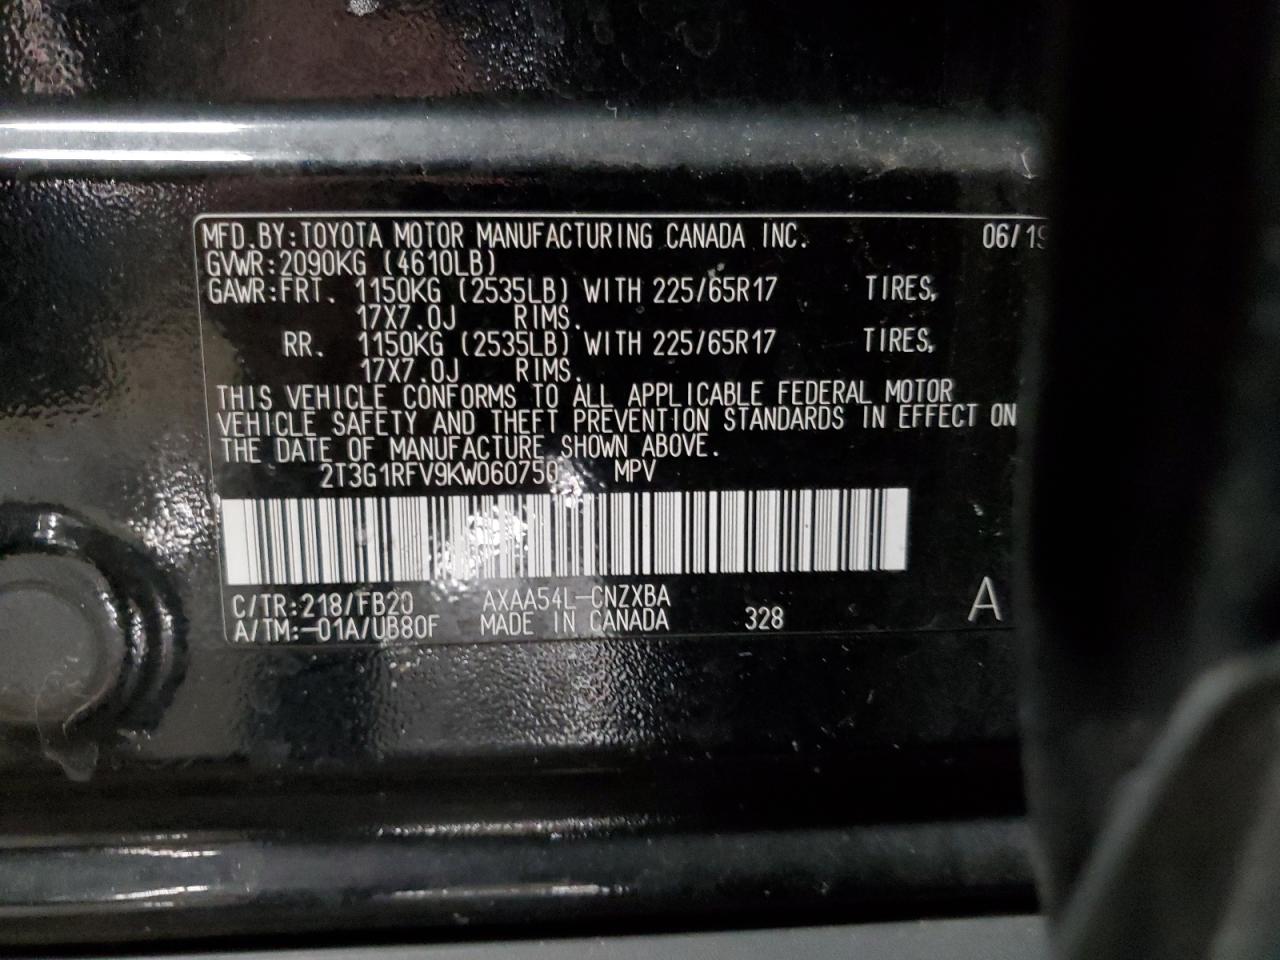 MFD.BY:TOYOTA MOTOR MANUFACTURING CANADA INC. 06/19
GVWR:2090KG (4610LB)
GAWR:FRT. 1150KG (2535LB) WITH 225/65R17 TIRES,
17X7.0J RIMS.
RR. 1150KG (2535LB) WITH 225/65R17 TIRES,
17X7.0J RIMS.
THIS VEHICLE CONFORMS TO ALL APPLICABLE FEDERAL MOTOR
VEHICLE SAFETY AND THEFT PREVENTION STANDARDS IN EFFECT ON
THE DATE OF MANUFACTURE SHOWN ABOVE.
2T3G1RFV9KW060750 MPV
C/TR:218/FB20 AXAA54L-CNZXBA
A/TM:-01A/UB80F MADE IN CANADA 328 A